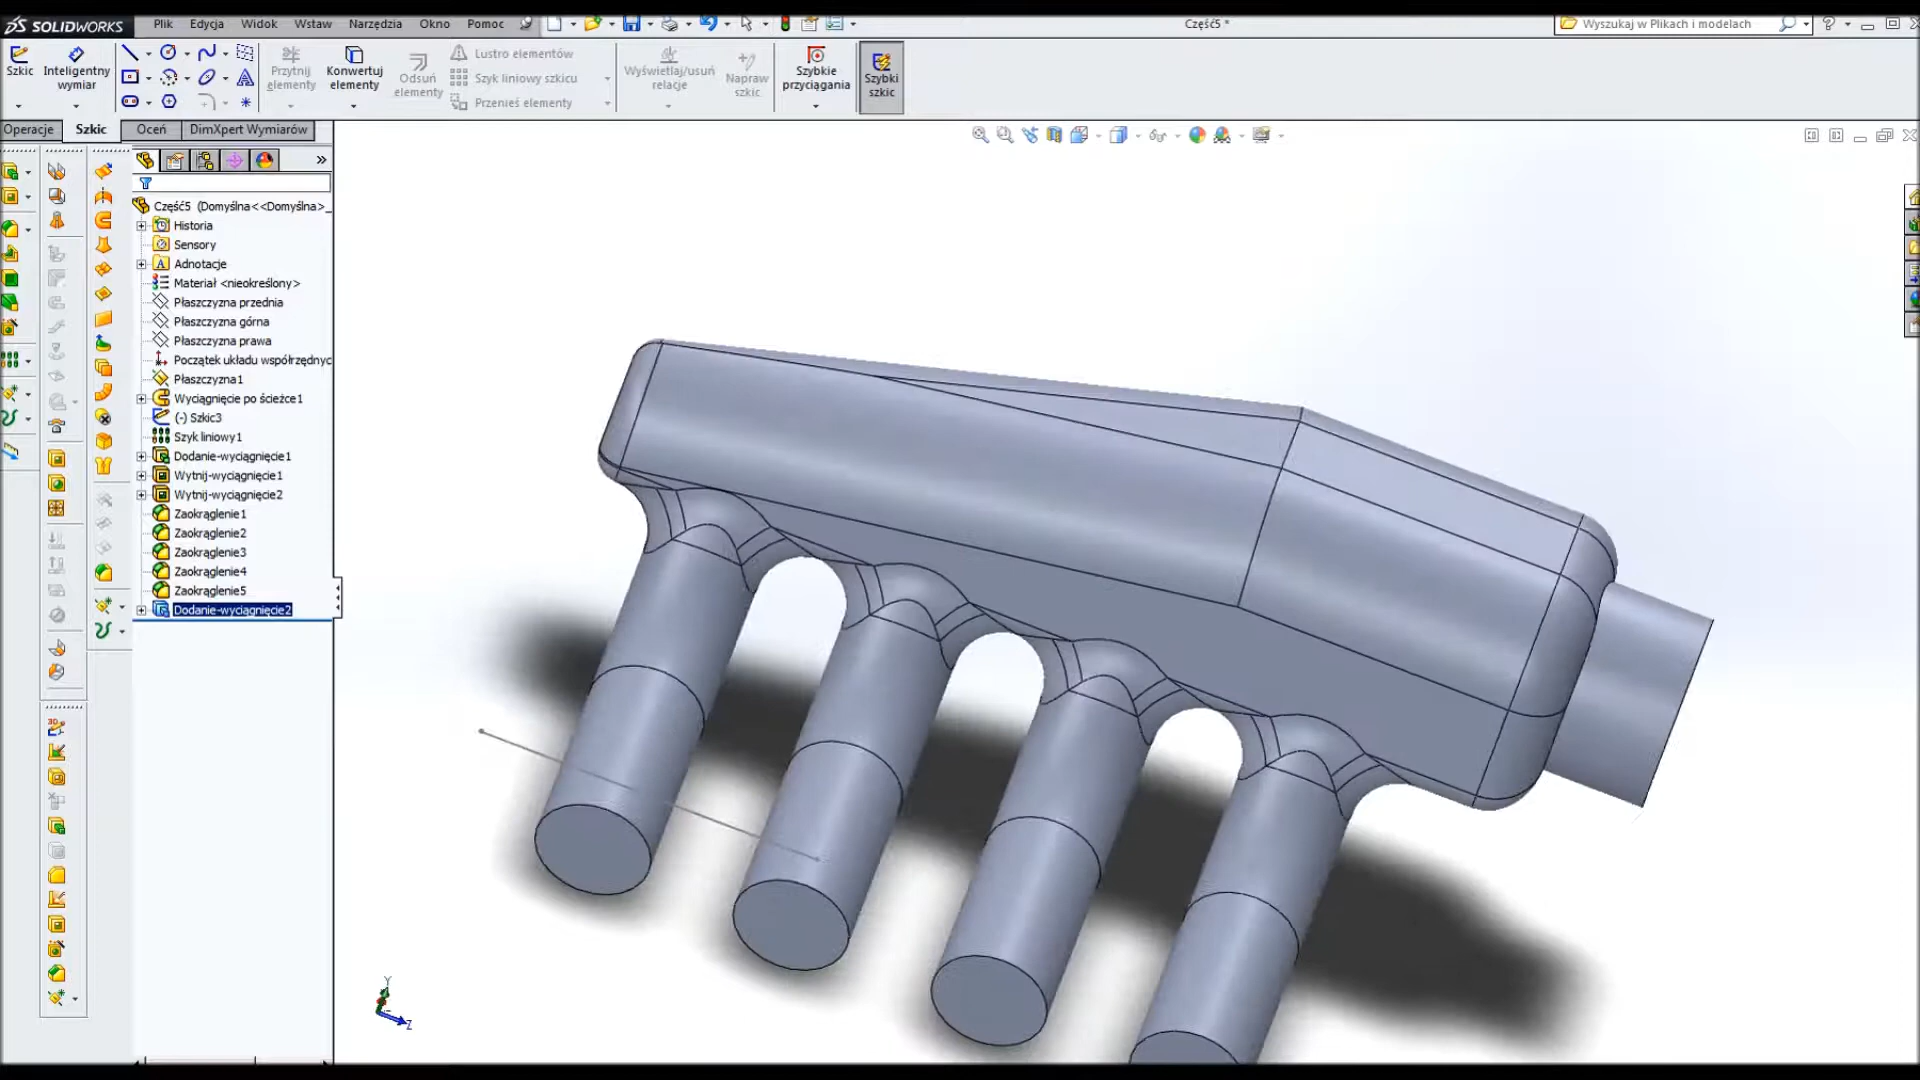 SOLIDWORKS Plik Edycja Widok Wstaw Narzędzia Okno Pomoc Część5 * Wyszukaj w Plikach i modelach ?
Szkic
Inteligentny
wymiar
Przytnij
elementy
Konwertuj
elementy
Odsuń
elementy
Lustro elementów
Szyk liniowy szkicu
Przenieś elementy
Wyświetlaj/usuń
relacje
Napraw
szkic
Szybkie
przyciągania
Szybki
szkic
Operacje Szkic Oceń DimXpert Wymiarów
»
Część5 (Domyślna<<Domyślna>_
Historia
Sensory
Adnotacje
Materiał <nieokreślony>
Płaszczyzna przednia
Płaszczyzna górna
Płaszczyzna prawa
Początek układu współrzędnyc
Płaszczyzna1
Wyciągnięcie po ścieżce1
(-) Szkic3
Szyk liniowy1
Dodanie-wyciągnięcie1
Wytnij-wyciągnięcie1
Wytnij-wyciągnięcie2
Zaokrąglenie1
Zaokrąglenie2
Zaokrąglenie3
Zaokrąglenie4
Zaokrąglenie5
Dodanie-wyciągnięcie2
3D
Y
Z